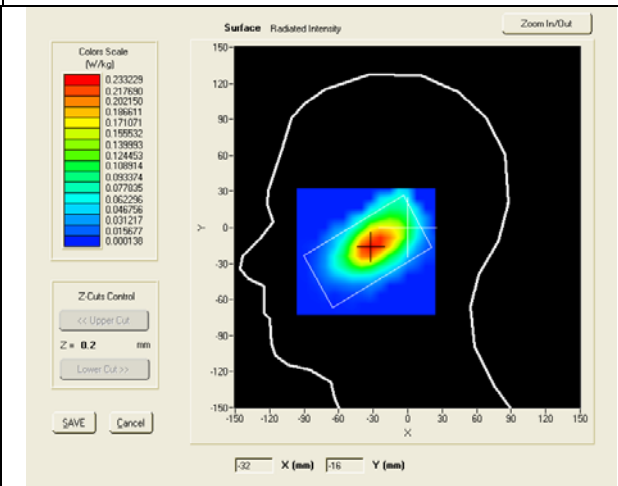 Surface Radiated Intensity
Zoom In/Out
Colors Scale
(W/kg)
0.233229
0.217690
0.202150
0.186611
0.171071
0.155532
0.139993
0.124453
0.108914
0.093374
0.077835
0.062296
0.046756
0.031217
0.015677
0.000138
Z-Cuts Control
<< Upper Cut
Z = 0.2 mm
Lower Cut >>
SAVE Cancel
150
120
90
60
30
0
-30
-60
-90
-120
-150
Y
-150 -120 -90 -60 -30 0 30 60 90 120 150
X
-32 X (mm) -16 Y (mm)